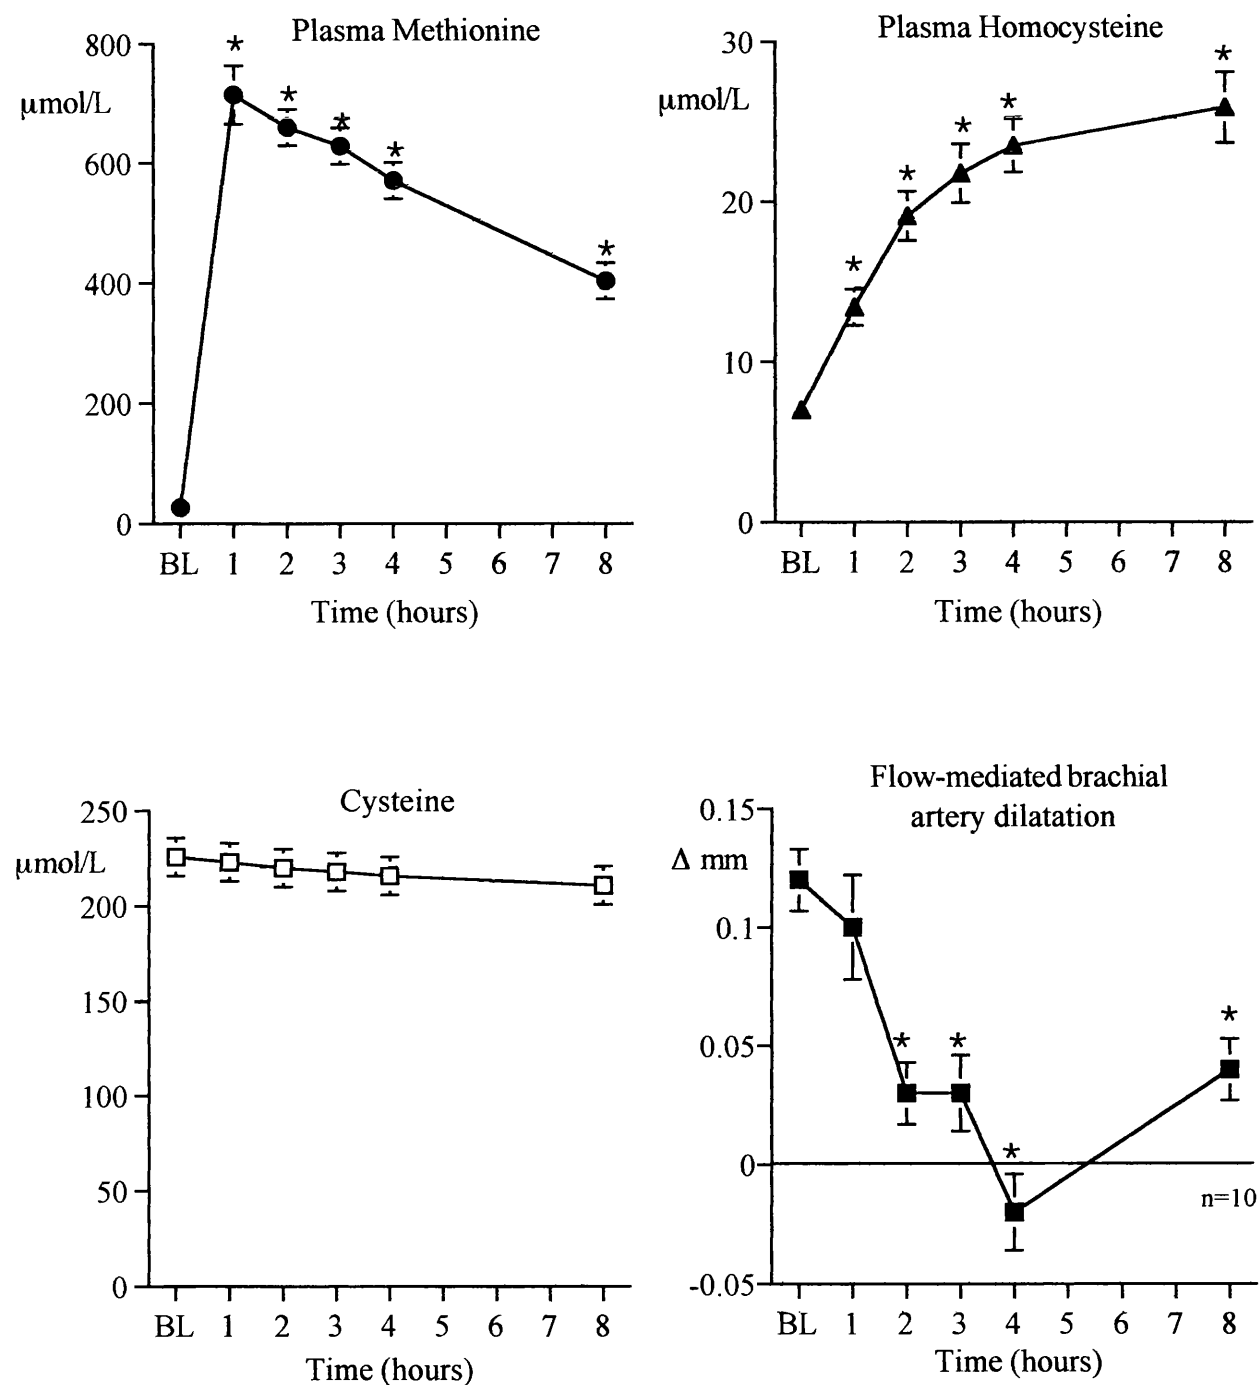 Plasma Methionine
800
μmol/L
600
400
200
0
BL 1 2 3 4 5 6 7 8
Time (hours)
* * * * *
Plasma Homocysteine
30
μmol/L
20
10
0
BL 1 2 3 4 5 6 7 8
Time (hours)
* * * * *
Cysteine
250
μmol/L
200
150
100
50
0
BL 1 2 3 4 5 6 7 8
Time (hours)
Flow-mediated brachial
artery dilatation
0.15
Δ mm
0.1
0.05
0
-0.05
* * * *
n=10
BL 1 2 3 4 5 6 7 8
Time (hours)